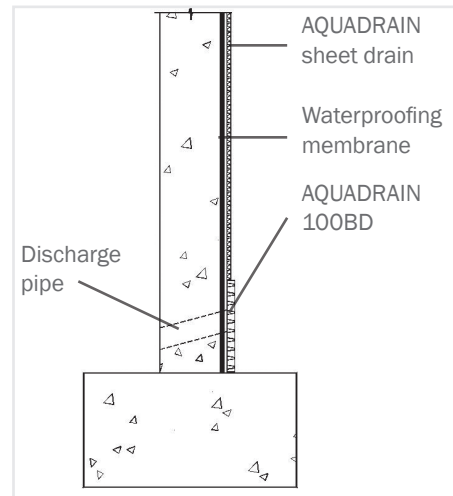 AQUADRAIN
sheet drain
Waterproofing
membrane
AQUADRAIN
100BD
Discharge
pipe